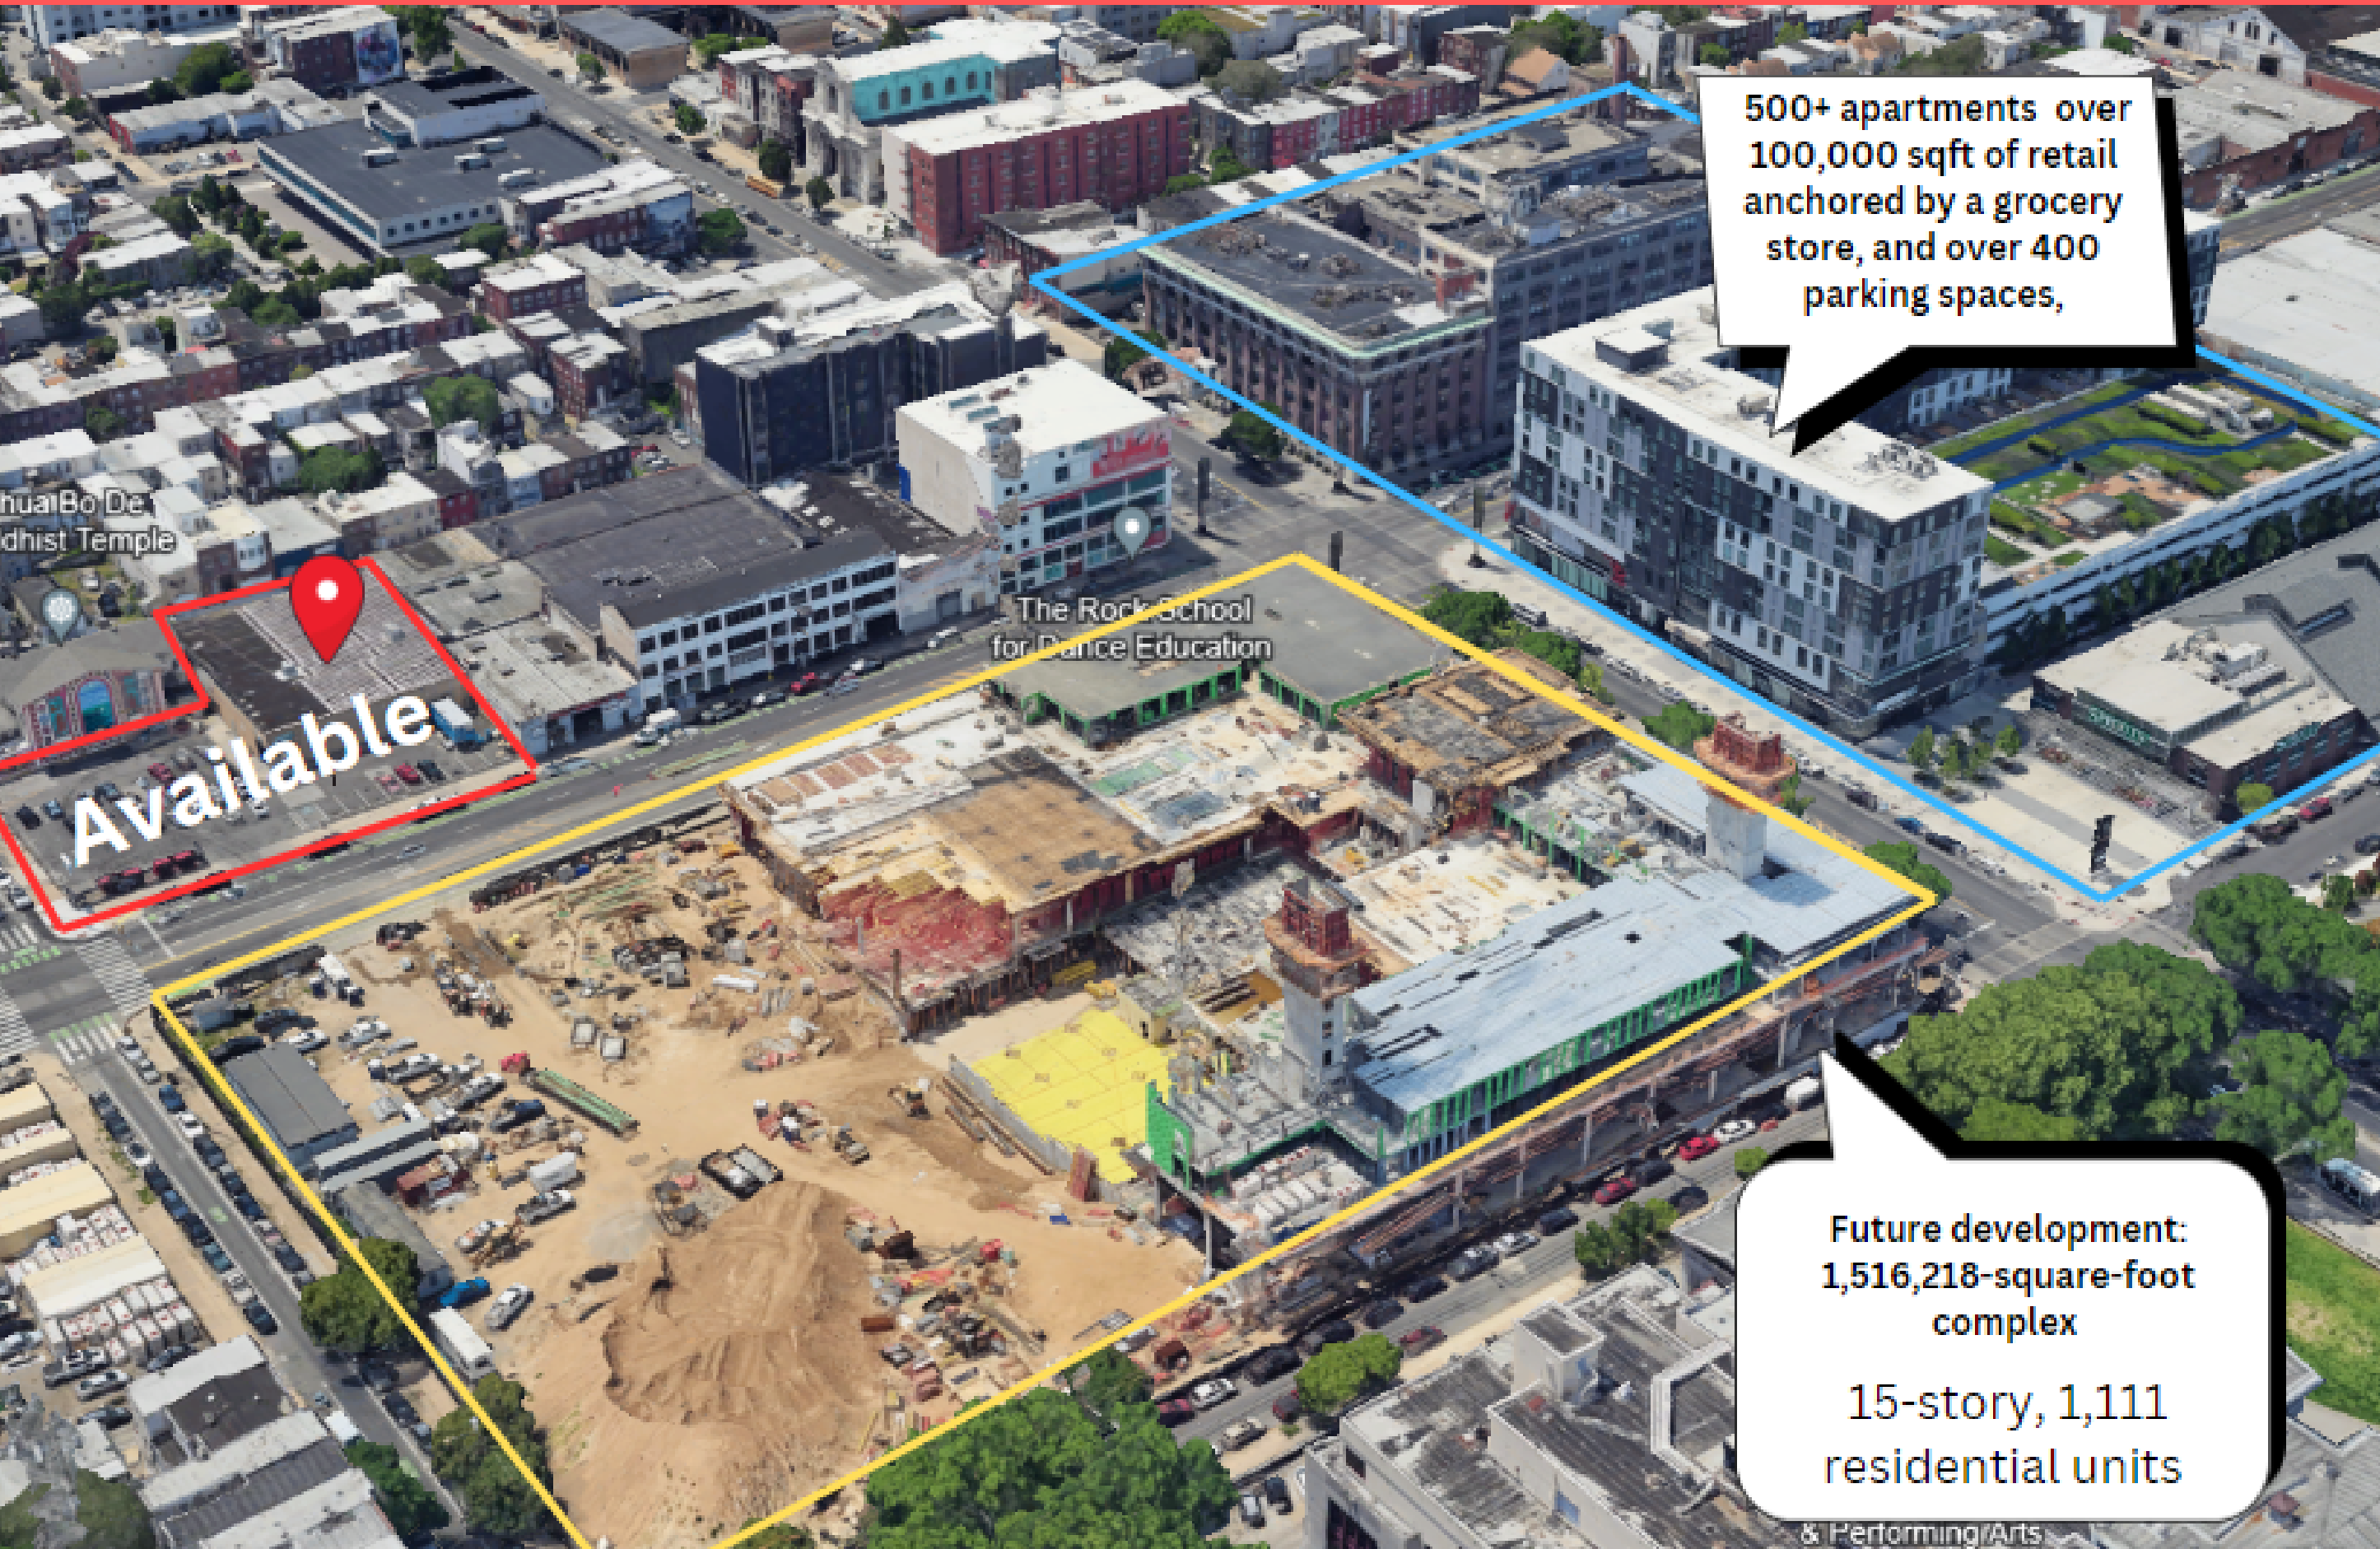 500+ apartments over
100,000 sqft of retail
anchored by a grocery
store, and over 400
parking spaces,
hua Bo De
dhist Temple
The Rock School
for Dance Education
Available
Future development:
1,516,218-square-foot
complex
15-story, 1,111
residential units
& Performing Arts